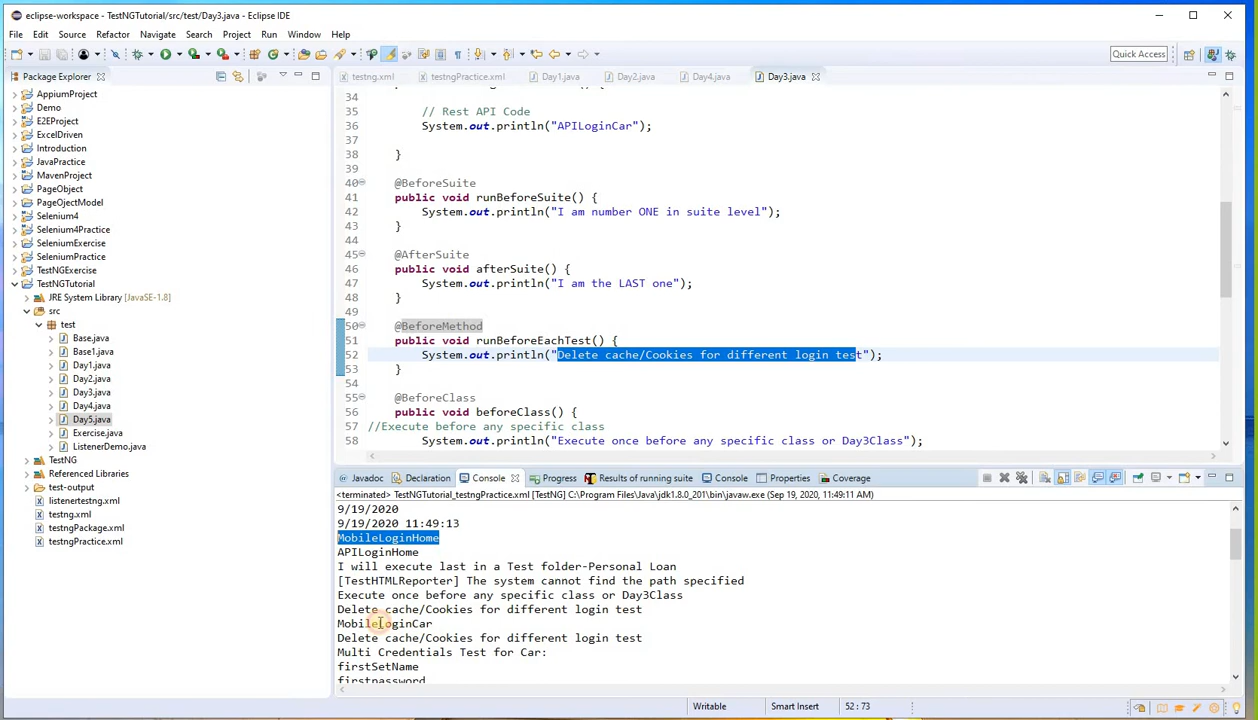 eclipse-workspace - TestNGTutorial/src/test/Day3.java - Eclipse IDE
File Edit Source Refactor Navigate Search Project Run Window Help
Quick Access
Package Explorer
AppiumProject
Demo
E2EProject
ExcelDriven
Introduction
JavaPractice
MavenProject
PageObject
POjectModel
Selenium4
Selenium4Practice
SeleniumExercise
SeleniumPractice
TestNGExercise
TestNGTutorial
JRE System Library [JavaSE-1.8]
src
test
Base.java
Base1.java
Day1.java
Day2.java
Day3.java
Day4.java
Day5.java
Exercise.java
ListenerDemo.java
TestNG
Referenced Libraries
test-output
listenertestng.xml
testng.xml
testngPackage.xml
testngPractice.xml
testng.xml testngPractice.xml Day1.java Day2.java Day4.java Day3.java
34
35 // Rest API Code
36 System.out.println("APILoginCar");
37
38 }
39
40 @BeforeSuite
41 public void runBeforeSuite() {
42 System.out.println("I am number ONE in suite level");
43 }
44
45 @AfterSuite
46 public void afterSuite() {
47 System.out.println("I am the LAST one");
48 }
49
50 @BeforeMethod
51 public void runBeforeEachTest() {
52 System.out.println("Delete cache/Cookies for different login test");
53 }
54
55 @BeforeClass
56 public void beforeClass() {
57 //Execute before any specific class
58 System.out.println("Execute once before any specific class or Day3Class");
Javadoc Declaration Console Progress Results of running suite Console Properties Coverage
<terminated> TestNGTutorial_testngPractice.xml [TestNG] C:\Program Files\Java\jdk1.8.0_201\bin\javaw.exe (Sep 19, 2020, 11:49:11 AM)
9/19/2020
9/19/2020 11:49:13
MobileLoginHome
APILoginHome
I will execute last in a Test folder-Personal Loan
[TestHTMLReporter] The system cannot find the path specified
Execute once before any specific class or Day3Class
Delete cache/Cookies for different login test
MobileLoginCar
Delete cache/Cookies for different login test
Multi Credentials Test for Car:
firstSetName
firstpassword
Writable Smart Insert 52 : 73